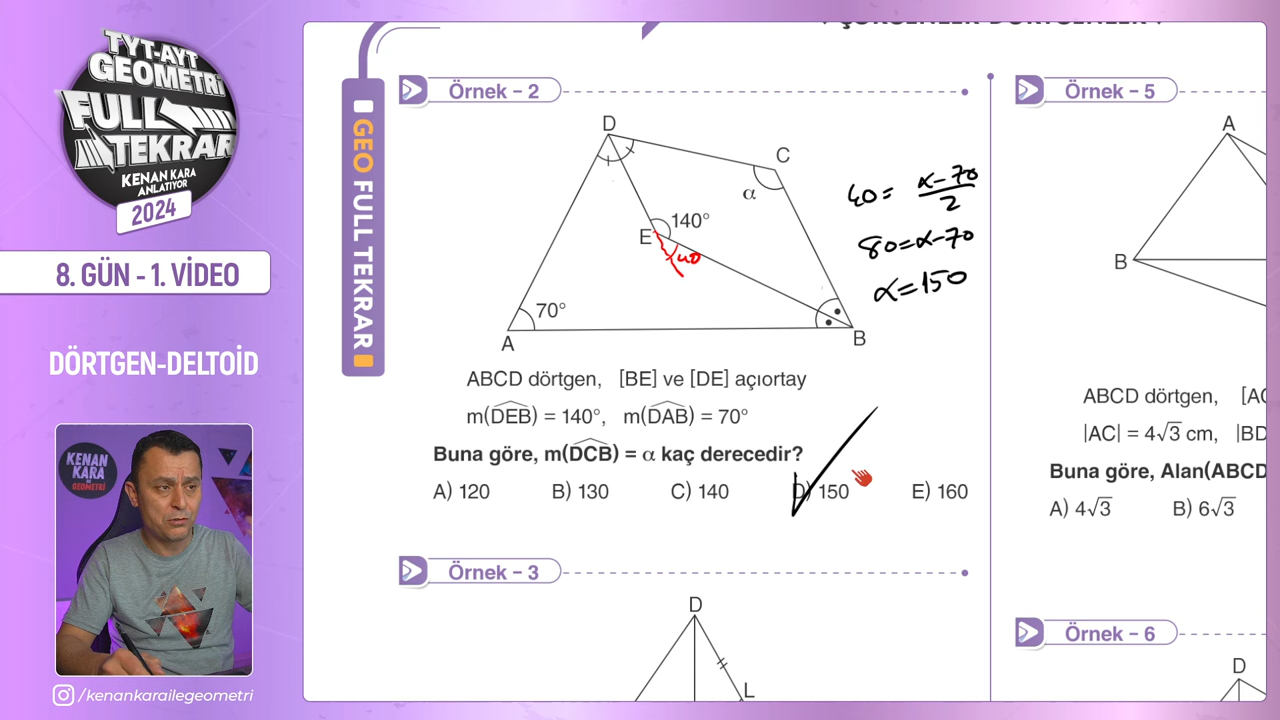 TYT-AYT
GEOMETRİ
FULL
TEKRAR
KENAN KARA
ANLATIYOR
2024
8. GÜN - 1. VİDEO
DÖRTGEN-DELTOİD
KENAN
KARA
GEOMETRİ
/kenankarailegeometri
GEO FULL TEKRAR
Örnek - 2
D
C
α
140°
E
40
70°
A
B
40 = α-70
2
80=α-70
α=150
ABCD dörtgen, [BE] ve [DE] açıortay
m(DEB) = 140°, m(DAB) = 70°
Buna göre, m(DCB) = α kaç derecedir?
A) 120 B) 130 C) 140 D) 150 E) 160
Örnek - 3
D
L
Örnek - 5
A
B
ABCD dörtgen, [AC
|AC| = 4√3 cm, |BD
Buna göre, Alan(ABCD
A) 4√3 B) 6√3
Örnek - 6
D